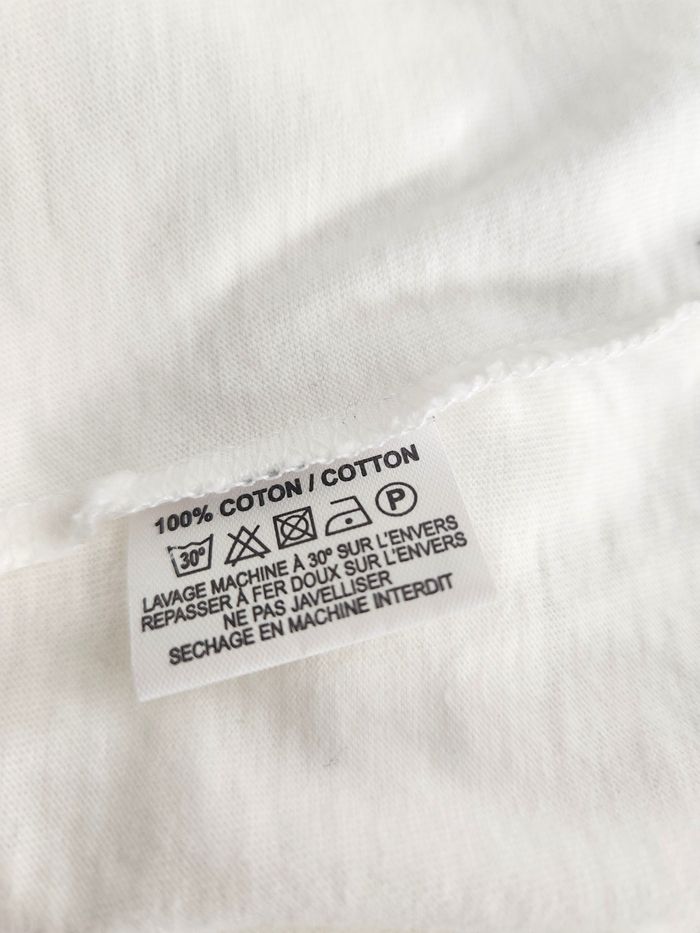 100% COTON / COTTON
30° P
LAVAGE MACHINE À 30° SUR L'ENVERS
REPASSER À FER DOUX SUR L'ENVERS
NE PAS JAVELLISER
SECHAGE EN MACHINE INTERDIT